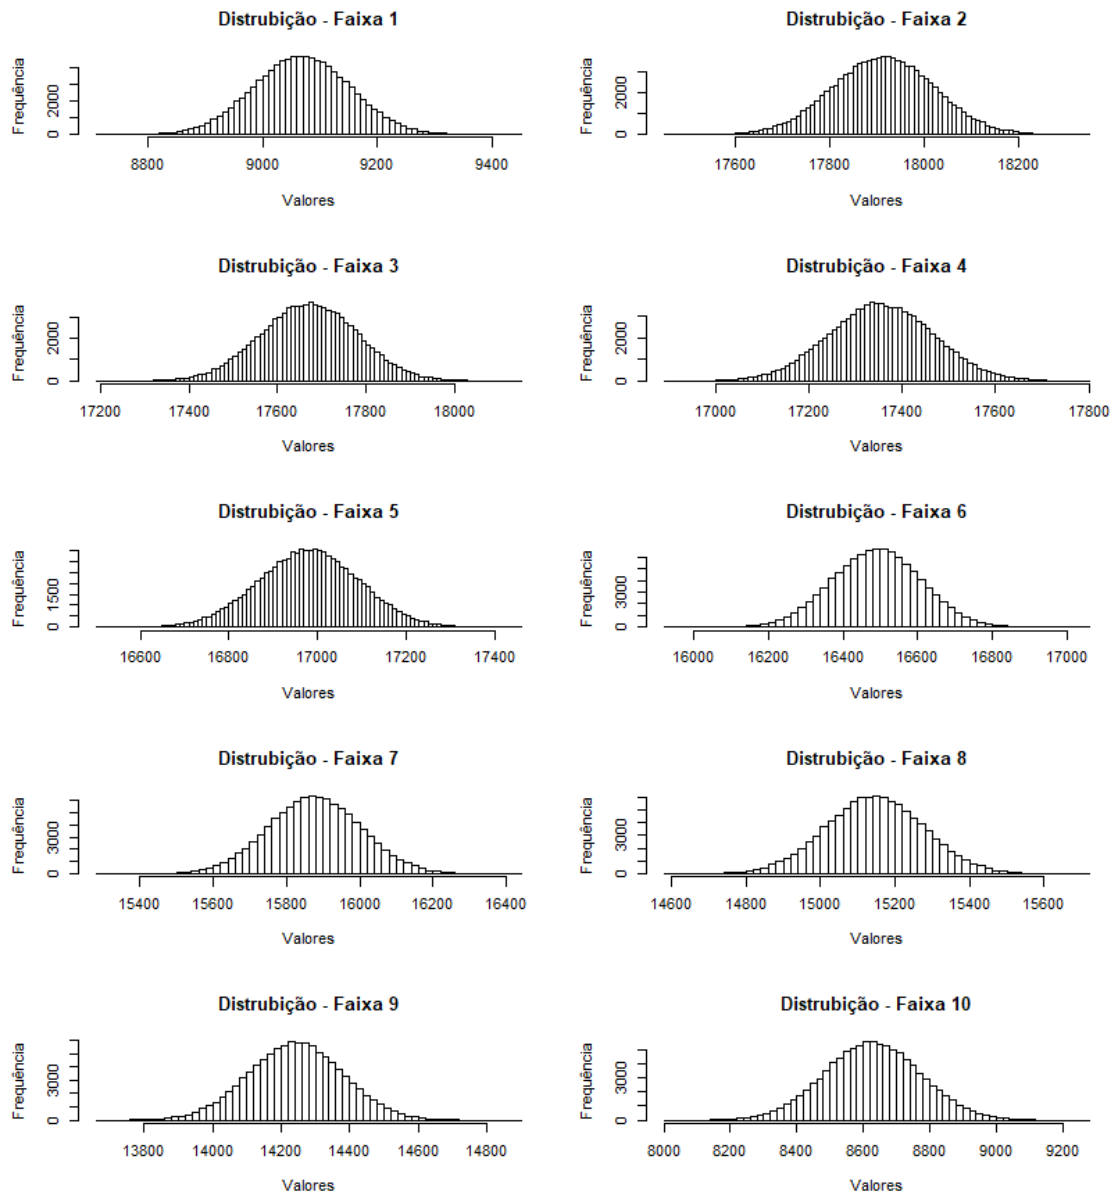 Distrubição - Faixa 1
Frequência
0 2000
8800 9000 9200 9400
Valores
Distrubição - Faixa 2
Frequência
0 2000
17600 17800 18000 18200
Valores
Distrubição - Faixa 3
Frequência
0 2000
17200 17400 17600 17800 18000
Valores
Distrubição - Faixa 4
Frequência
0 2000
17000 17200 17400 17600 17800
Valores
Distrubição - Faixa 5
Frequência
0 1500
16600 16800 17000 17200 17400
Valores
Distrubição - Faixa 6
Frequência
0 3000
16000 16200 16400 16600 16800 17000
Valores
Distrubição - Faixa 7
Frequência
0 3000
15400 15600 15800 16000 16200 16400
Valores
Distrubição - Faixa 8
Frequência
0 3000
14600 14800 15000 15200 15400 15600
Valores
Distrubição - Faixa 9
Frequência
0 3000
13800 14000 14200 14400 14600 14800
Valores
Distrubição - Faixa 10
Frequência
0 3000
8000 8200 8400 8600 8800 9000 9200
Valores